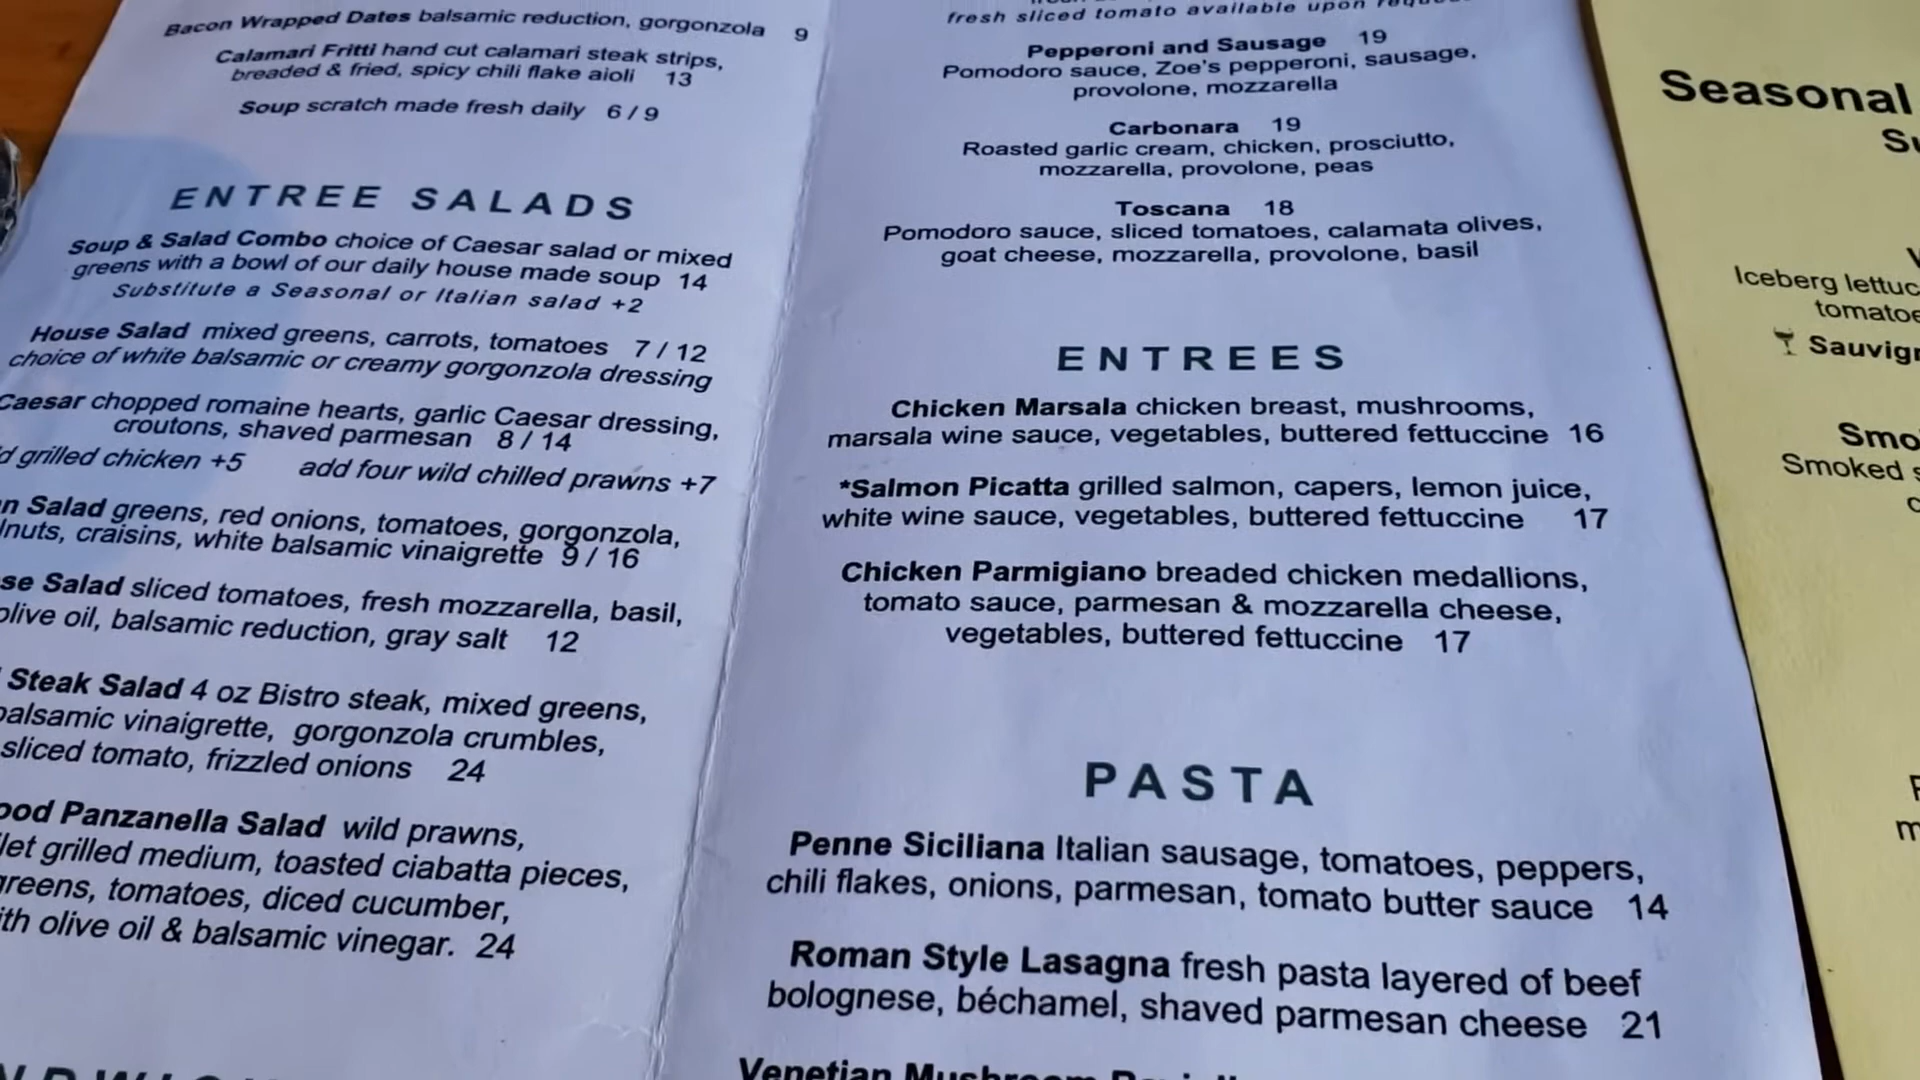 Bacon Wrapped Dates balsamic reduction, gorgonzola 9
Calamari Fritti hand cut calamari steak strips,
breaded & fried, spicy chili flake aioli 13
Soup scratch made fresh daily 6 / 9
ENTREE SALADS
Soup & Salad Combo choice of Caesar salad or mixed
greens with a bowl of our daily house made soup 14
Substitute a Seasonal or Italian salad +2
House Salad mixed greens, carrots, tomatoes 7 / 12
choice of white balsamic or creamy gorgonzola dressing
Caesar chopped romaine hearts, garlic Caesar dressing,
croutons, shaved parmesan 8 / 14
grilled chicken +5 add four wild chilled prawns +7
Salad greens, red onions, tomatoes, gorgonzola,
craisins, white balsamic vinaigrette 9 / 16
Salad sliced tomatoes, fresh mozzarella, basil,
olive oil, balsamic reduction, gray salt 12
Steak Salad 4 oz Bistro steak, mixed greens,
balsamic vinaigrette, gorgonzola crumbles,
sliced tomato, frizzled onions 24
Panzanella Salad wild prawns,
grilled medium, toasted ciabatta pieces,
greens, tomatoes, diced cucumber,
olive oil & balsamic vinegar. 24
fresh sliced tomato available upon
Pepperoni and Sausage 19
Pomodoro sauce, Zoe's pepperoni, sausage,
provolone, mozzarella
Carbonara 19
Roasted garlic cream, chicken, prosciutto,
mozzarella, provolone, peas
Toscana 18
Pomodoro sauce, sliced tomatoes, calamata olives,
goat cheese, mozzarella, provolone, basil
ENTREES
Chicken Marsala chicken breast, mushrooms,
marsala wine sauce, vegetables, buttered fettuccine 16
*Salmon Picatta grilled salmon, capers, lemon juice,
white wine sauce, vegetables, buttered fettuccine 17
Chicken Parmigiano breaded chicken medallions,
tomato sauce, parmesan & mozzarella cheese,
vegetables, buttered fettuccine 17
PASTA
Penne Siciliana Italian sausage, tomatoes, peppers,
chili flakes, onions, parmesan, tomato butter sauce 14
Roman Style Lasagna fresh pasta layered of beef
bolognese, béchamel, shaved parmesan cheese 21
Venetian Mushroom
Seasonal
Iceberg
Smoked